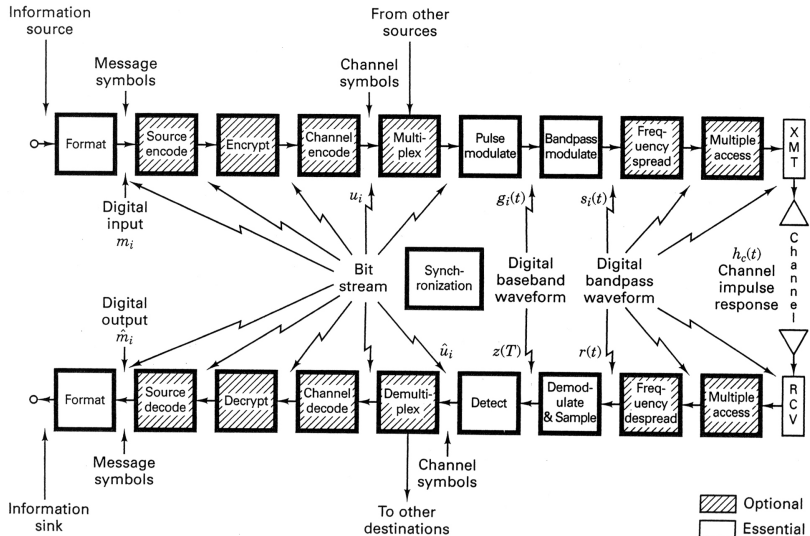 Information
source
From other
sources
Message
symbols
Channel
symbols
Format
Source
encode
Encrypt
Channel
encode
Multi-
plex
Pulse
modulate
Bandpass
modulate
Freq-
uency
spread
Multiple
access
X
M
T
Digital
input
m_i
u_i
g_i(t)
s_i(t)
Bit
stream
Synch-
ronization
Digital
baseband
waveform
Digital
bandpass
waveform
h_c(t)
Channel
impulse
response
C
h
a
n
n
e
l
Digital
output
m̂_i
û_i
z(T)
r(t)
Format
Source
decode
Decrypt
Channel
decode
Demulti-
plex
Detect
Demod-
ulate
& Sample
Freq-
uency
despread
Multiple
access
R
C
V
Message
symbols
Channel
symbols
Information
sink
To other
destinations
Optional
Essential